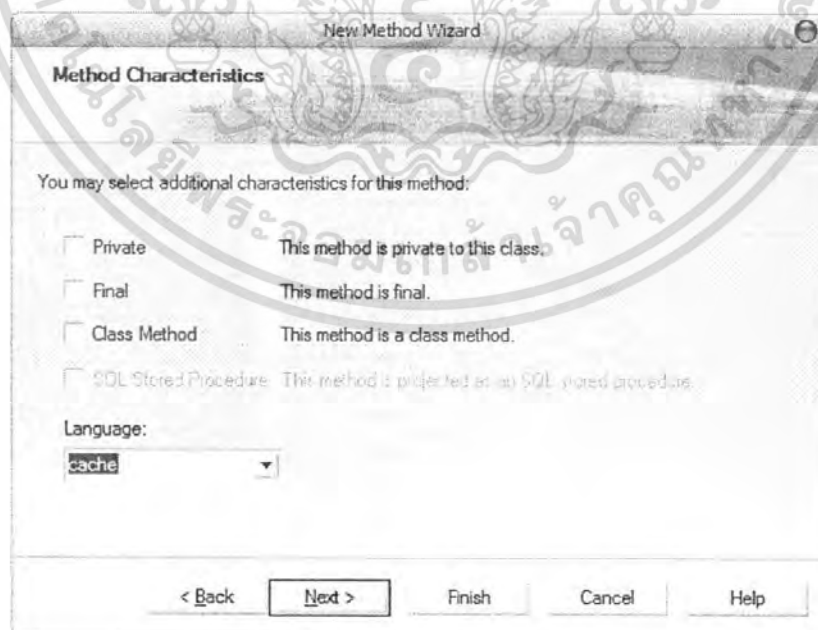 New Method Wizard
Method Characteristics
You may select additional characteristics for this method:
Private This method is private to this class.
Final This method is final.
Class Method This method is a class method.
SQL Stored Procedure This method is projected as an SQL stored procedure.
Language:
cache
< Back Next > Finish Cancel Help